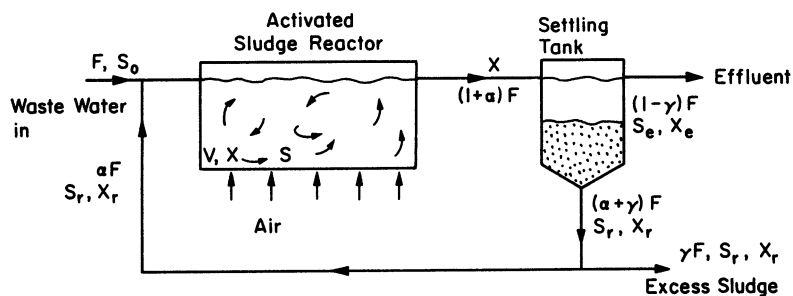 Activated
Sludge Reactor
Settling
Tank
F, S₀
X
Effluent
Waste Water
in
(1+α) F
(1-γ) F
Sₑ, Xₑ
V, X S
αF
Sᵣ, Xᵣ
Air
(α+γ) F
Sᵣ, Xᵣ
γF, Sᵣ, Xᵣ
Excess Sludge